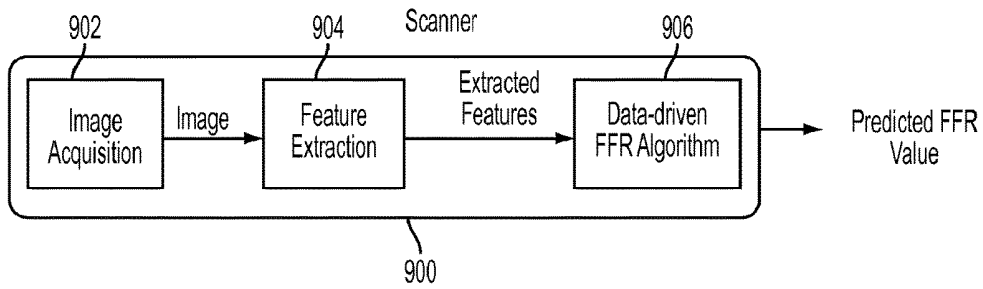 902
904
Scanner
906
Image
Acquisition
Image
Feature
Extraction
Extracted
Features
Data-driven
FFR Algorithm
Predicted FFR
Value
900